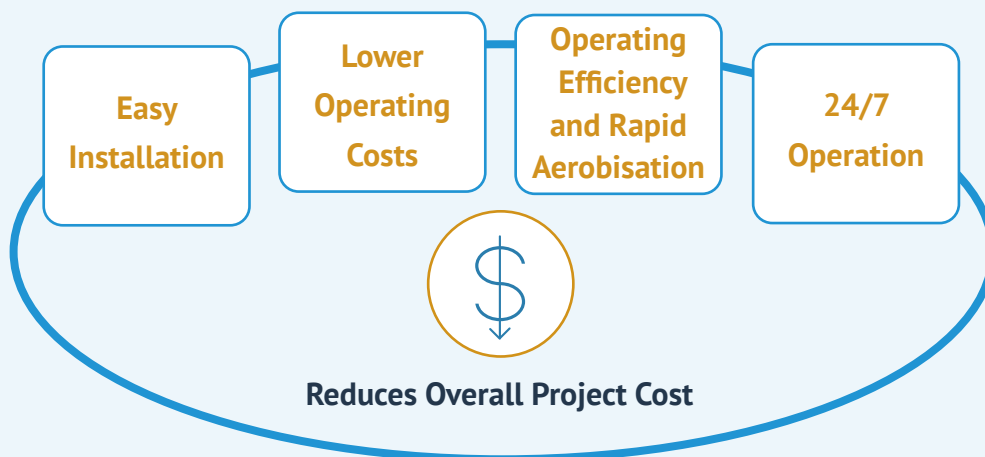 Easy
Installation
Lower
Operating
Costs
Operating
Efficiency
and Rapid
Aerobisation
24/7
Operation
Reduces Overall Project Cost